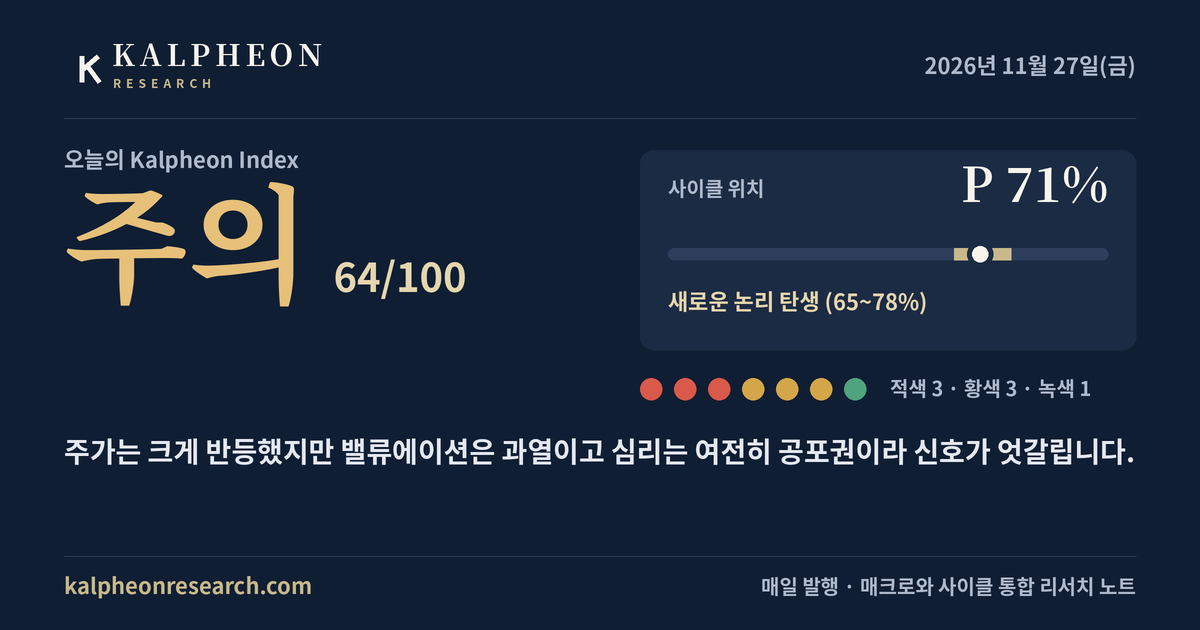 K KALPHEON
RESEARCH
2026년 11월 27일(금)
오늘의 Kalpheon Index
주의 64/100
사이클 위치 P 71%
새로운 논리 탄생 (65~78%)
적색 3 · 황색 3 · 녹색 1
주가는 크게 반등했지만 밸류에이션은 과열이고 심리는 여전히 공포권이라 신호가 엇갈립니다.
kalpheonresearch.com
매일 발행 · 매크로와 사이클 통합 리서치 노트